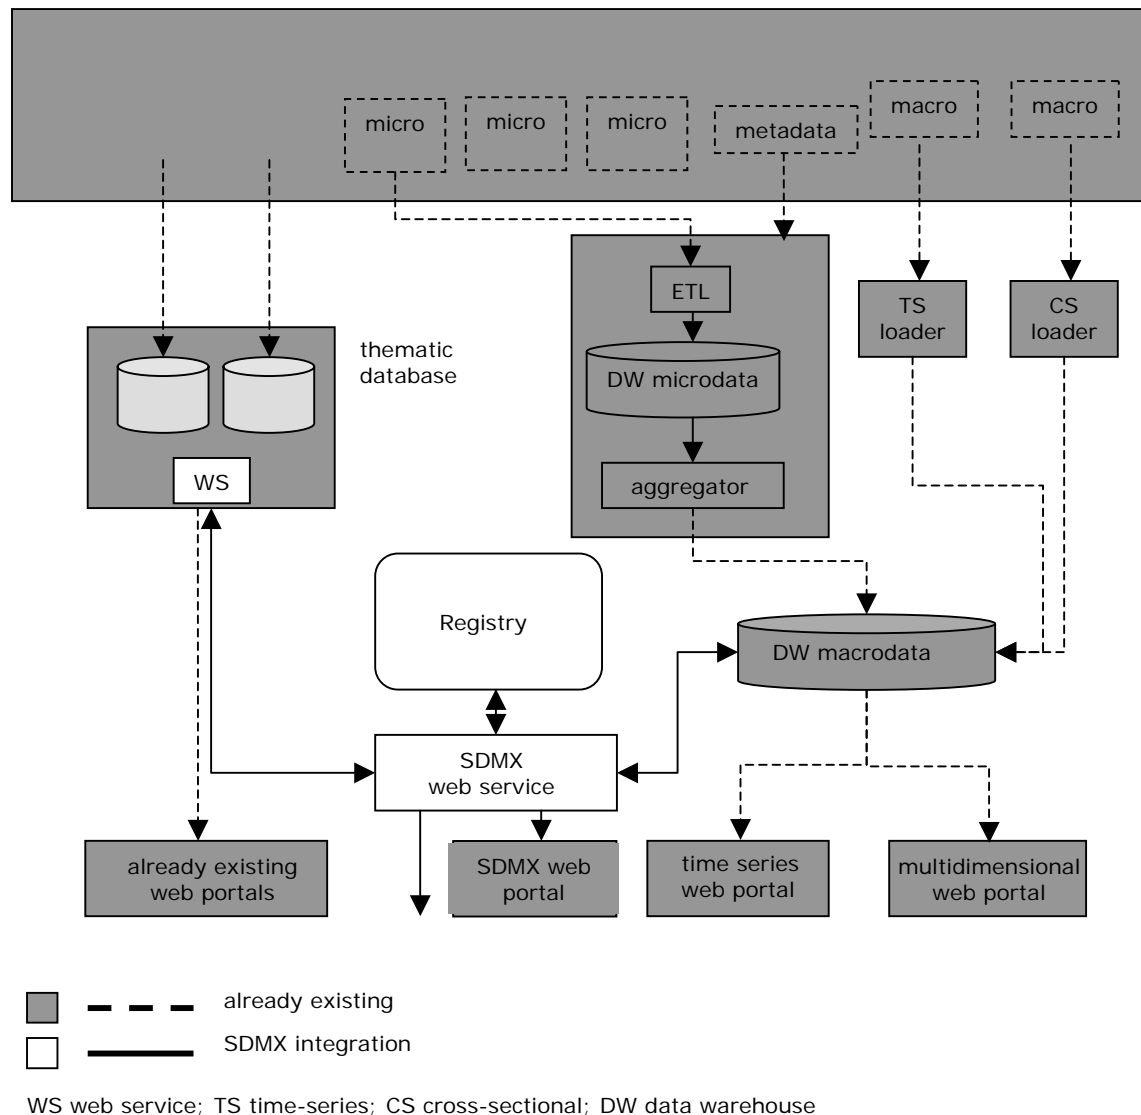 micro
micro
micro
metadata
macro
macro
ETL
TS
loader
CS
loader
thematic
database
DW microdata
WS
aggregator
Registry
DW macrodata
SDMX
web service
already existing
web portals
SDMX web
portal
time series
web portal
multidimensional
web portal
already existing
SDMX integration
WS web service; TS time-series; CS cross-sectional; DW data warehouse